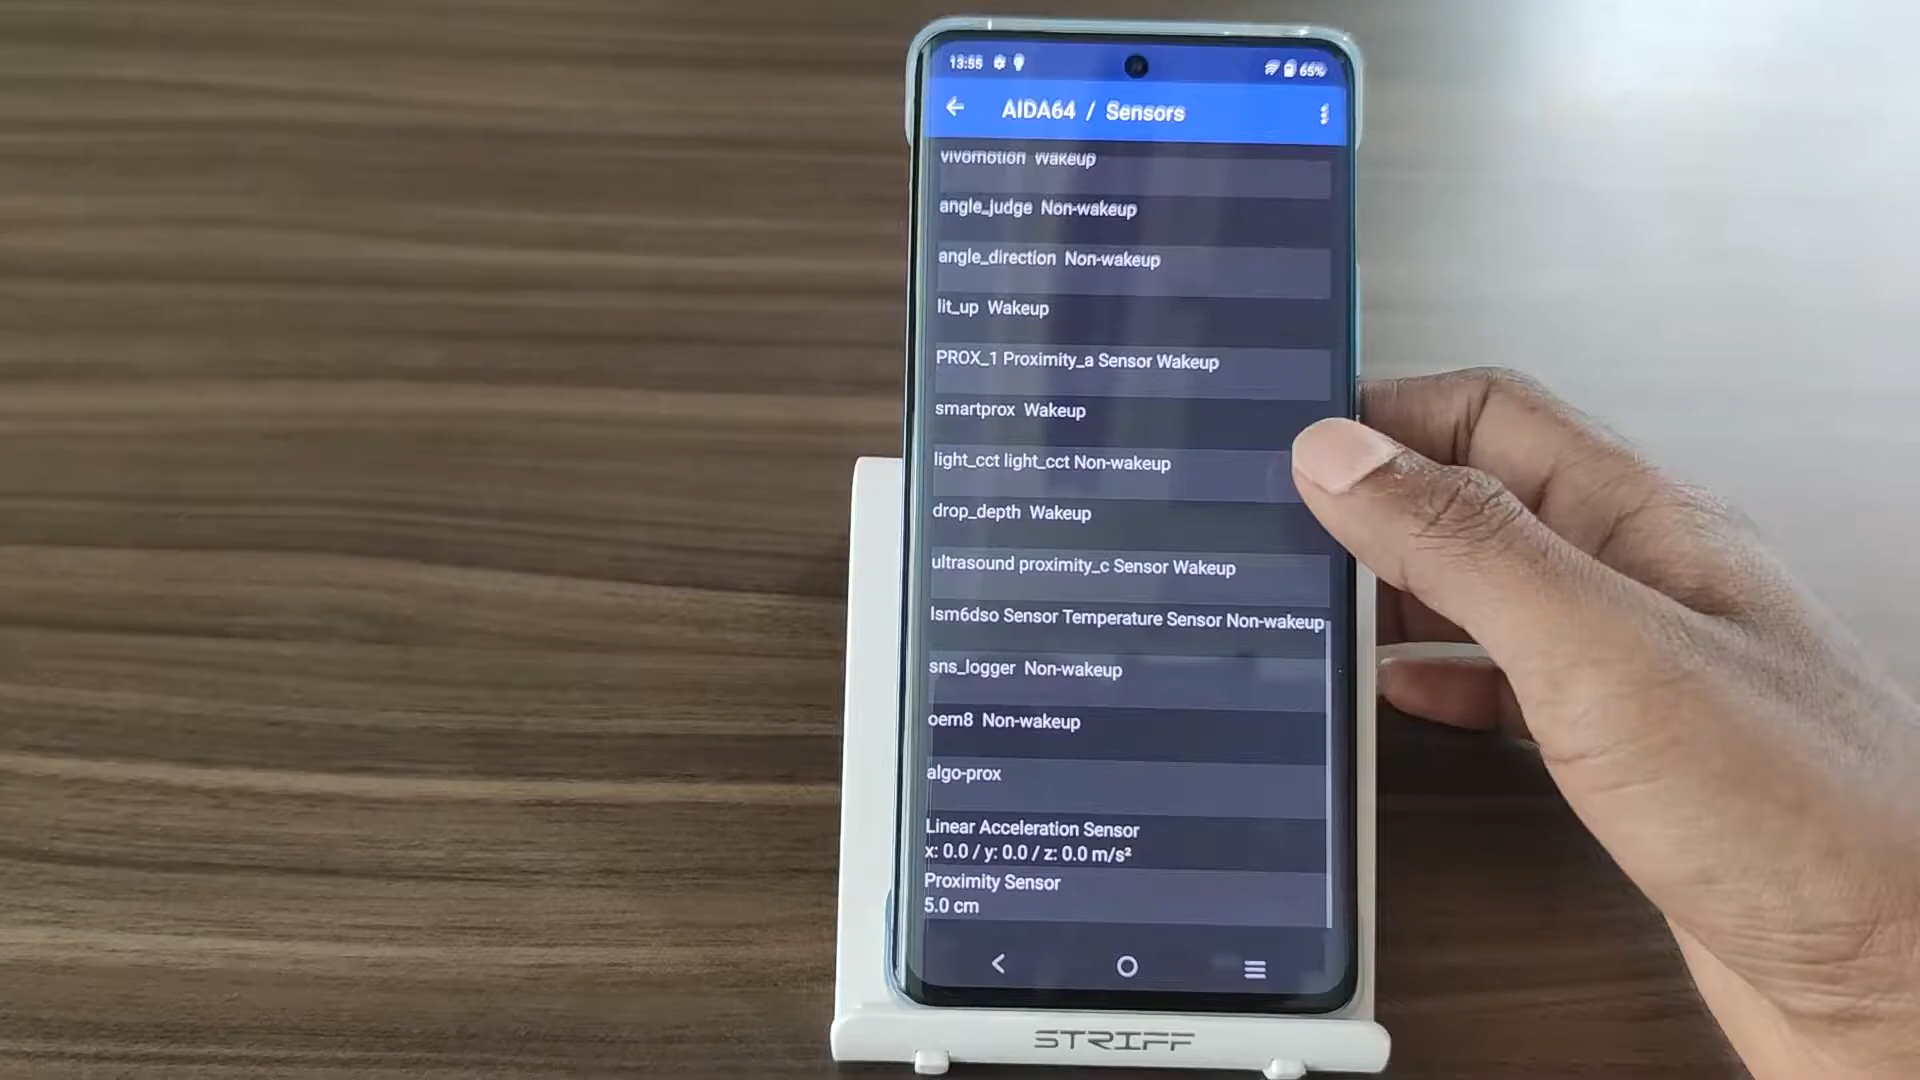 13:55
65%
AIDA64 / Sensors
vivomotion Wakeup
angle_judge Non-wakeup
angle_direction Non-wakeup
lit_up Wakeup
PROX_1 Proximity_a Sensor Wakeup
smartprox Wakeup
light_cct light_cct Non-wakeup
drop_depth Wakeup
ultrasound proximity_c Sensor Wakeup
lsm6dso Sensor Temperature Sensor Non-wakeup
sns_logger Non-wakeup
oem8 Non-wakeup
algo-prox
Linear Acceleration Sensor
x: 0.0 / y: 0.0 / z: 0.0 m/s²
Proximity Sensor
5.0 cm
STRIFF